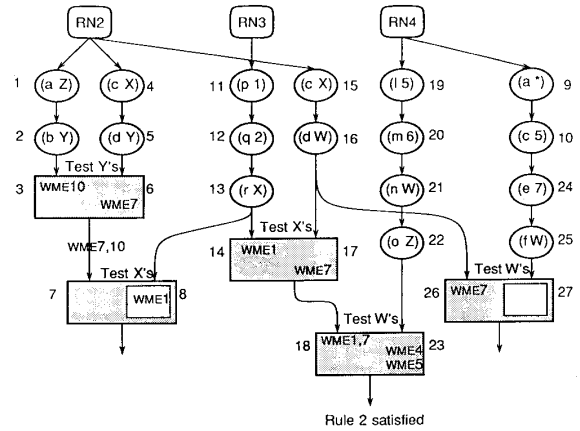 RN2 RN3 RN4
1 (a Z) (c X) 4 11 (p 1) (c X) 15 (l 5) 19 (a *) 9
2 (b Y) (d Y) 5 12 (q 2) (d W) 16 (m 6) 20 (c 5) 10
Test Y's
3 WME10 6 13 (r X) (n W) 21 (e 7) 24
WME7
Test X's
WME7,10 14 WME1 17 (o Z) 22 (f W) 25
WME7
Test X's Test W's
7 WME1 8 26 WME7 27
Test W's
18 WME1,7 WME4 23
WME5
Rule 2 satisfied